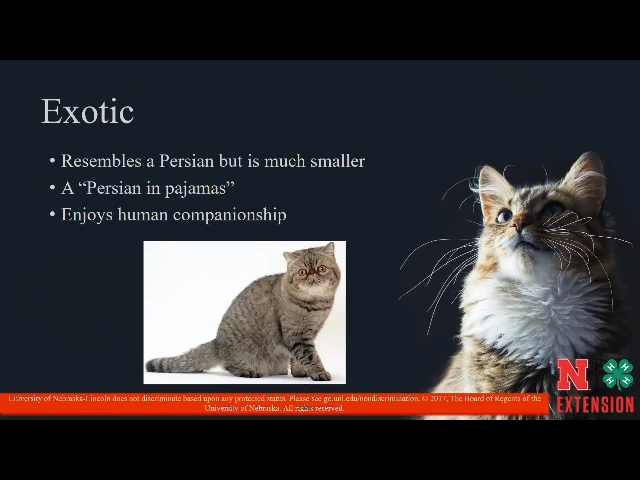 Exotic
• Resembles a Persian but is much smaller
• A “Persian in pajamas”
• Enjoys human companionship
N
H H
H H
EXTENSION
University of Nebraska-Lincoln does not discriminate based upon any protected status. Please see go.unl.edu/nondiscrimination. © 2017, The Board of Regents of the
University of Nebraska. All rights reserved.